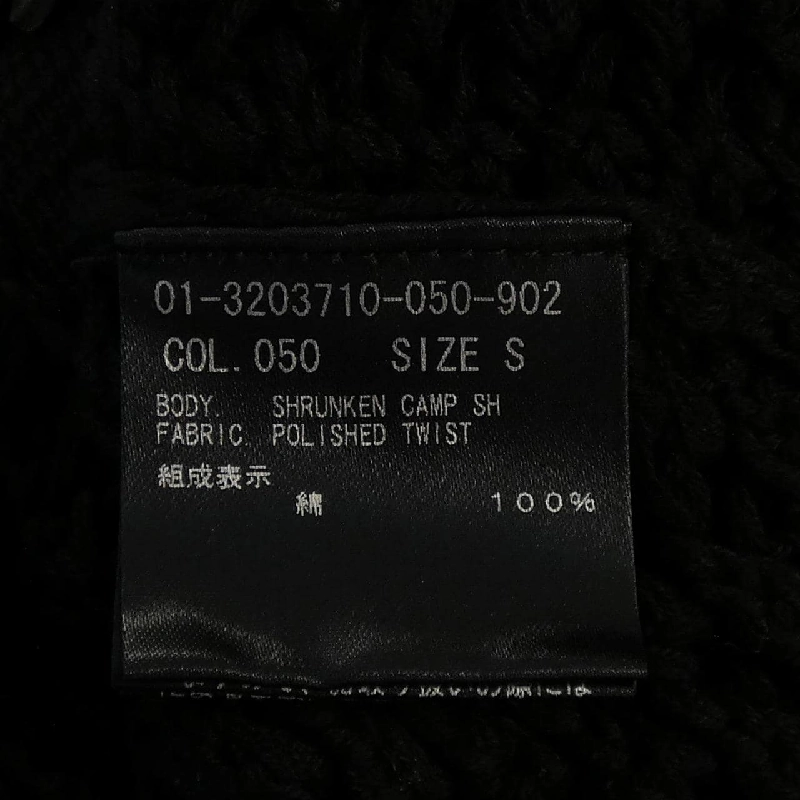 01-3203710-050-902
COL. 050 SIZE S
BODY. SHRUNKEN CAMP SH
FABRIC. POLISHED TWIST
組成表示
綿 100%